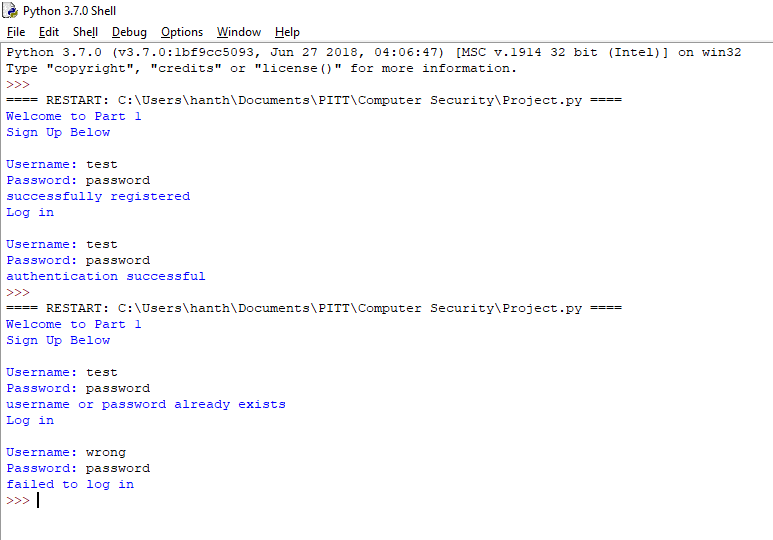 Python 3.7.0 Shell
File Edit Shell Debug Options Window Help
Python 3.7.0 (v3.7.0:1bf9cc5093, Jun 27 2018, 04:06:47) [MSC v.1914 32 bit (Intel)] on win32
Type "copyright", "credits" or "license()" for more information.
>>>
==== RESTART: C:\Users\hanth\Documents\PITT\Computer Security\Project.py ====
Welcome to Part 1
Sign Up Below

Username: test
Password: password
successfully registered
Log in

Username: test
Password: password
authentication successful
>>>
==== RESTART: C:\Users\hanth\Documents\PITT\Computer Security\Project.py ====
Welcome to Part 1
Sign Up Below

Username: test
Password: password
username or password already exists
Log in

Username: wrong
Password: password
failed to log in
>>>